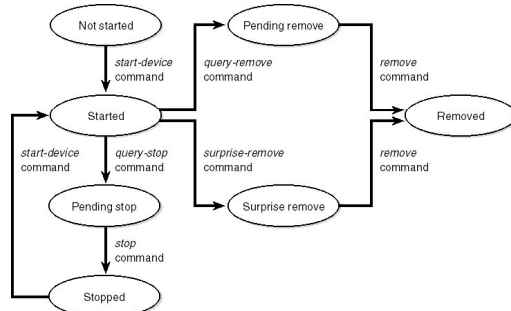 Not started
Pending remove
start-device
command
query-remove
command
remove
command
Started
Removed
start-device
command
query-stop
command
surprise-remove
command
remove
command
Pending stop
Surprise remove
stop
command
Stopped